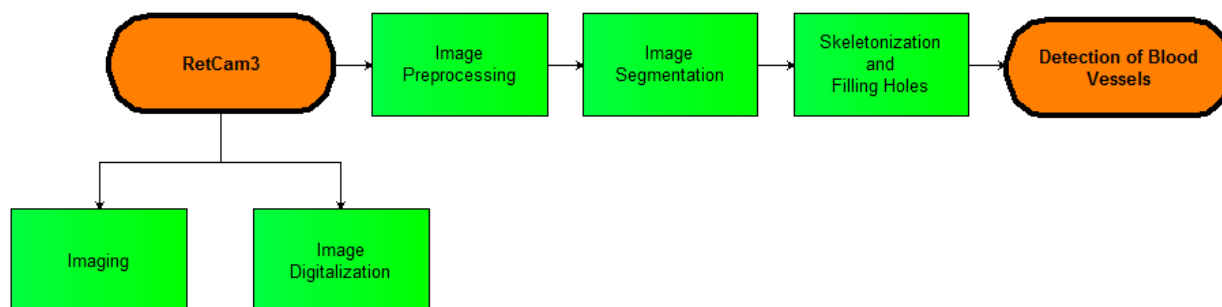 RetCam3
Image
Preprocessing
Image
Segmentation
Skeletonization
and
Filling Holes
Detection of Blood
Vessels
Imaging
Image
Digitalization